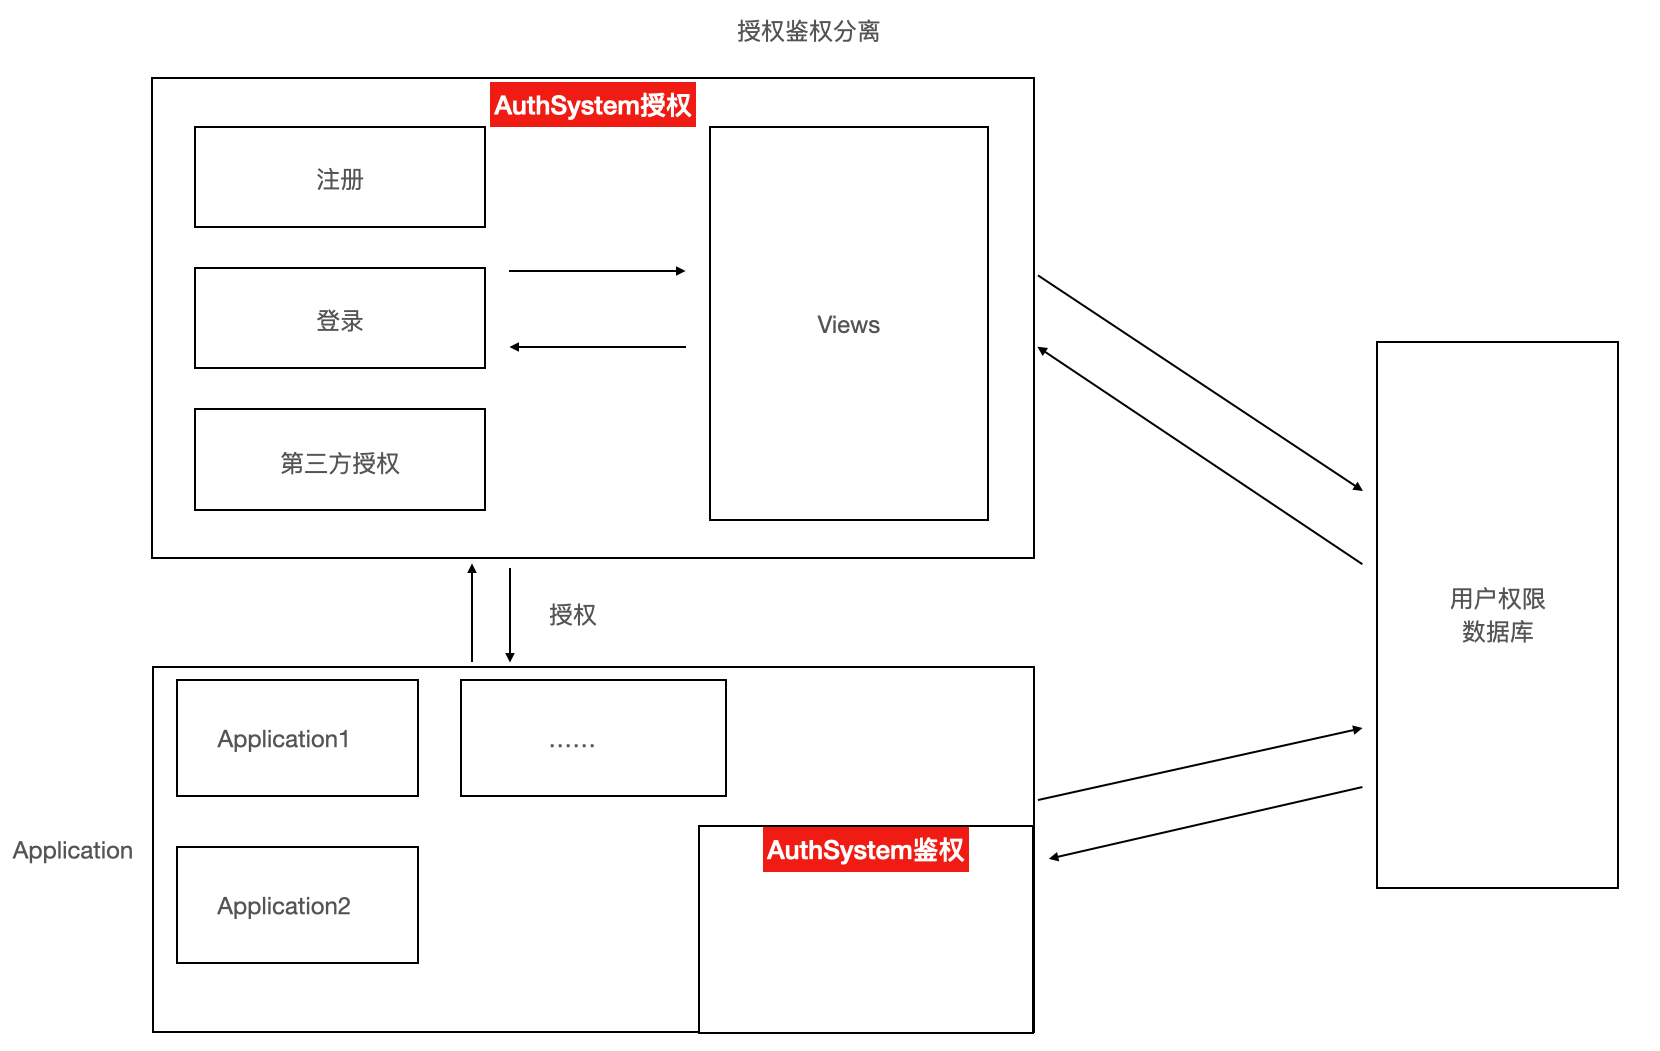 授权鉴权分离
AuthSystem授权
注册
登录
Views
第三方授权
授权
用户权限
数据库
Application1
......
Application
AuthSystem鉴权
Application2